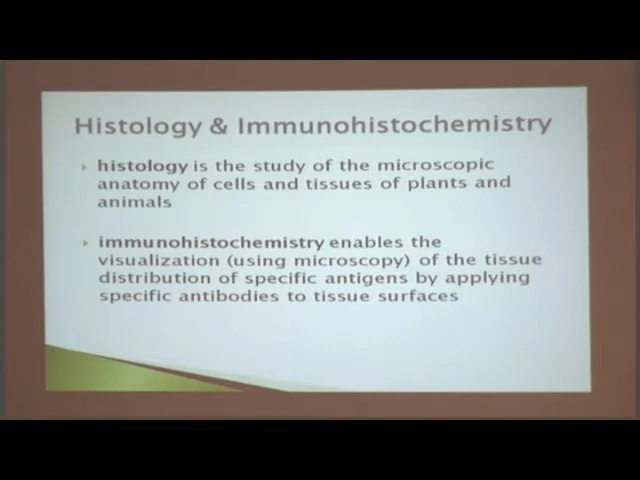 Histology & Immunohistochemistry
histology is the study of the microscopic
anatomy of cells and tissues of plants and
animals
immunohistochemistry enables the
visualization (using microscopy) of the tissue
distribution of specific antigens by applying
specific antibodies to tissue surfaces